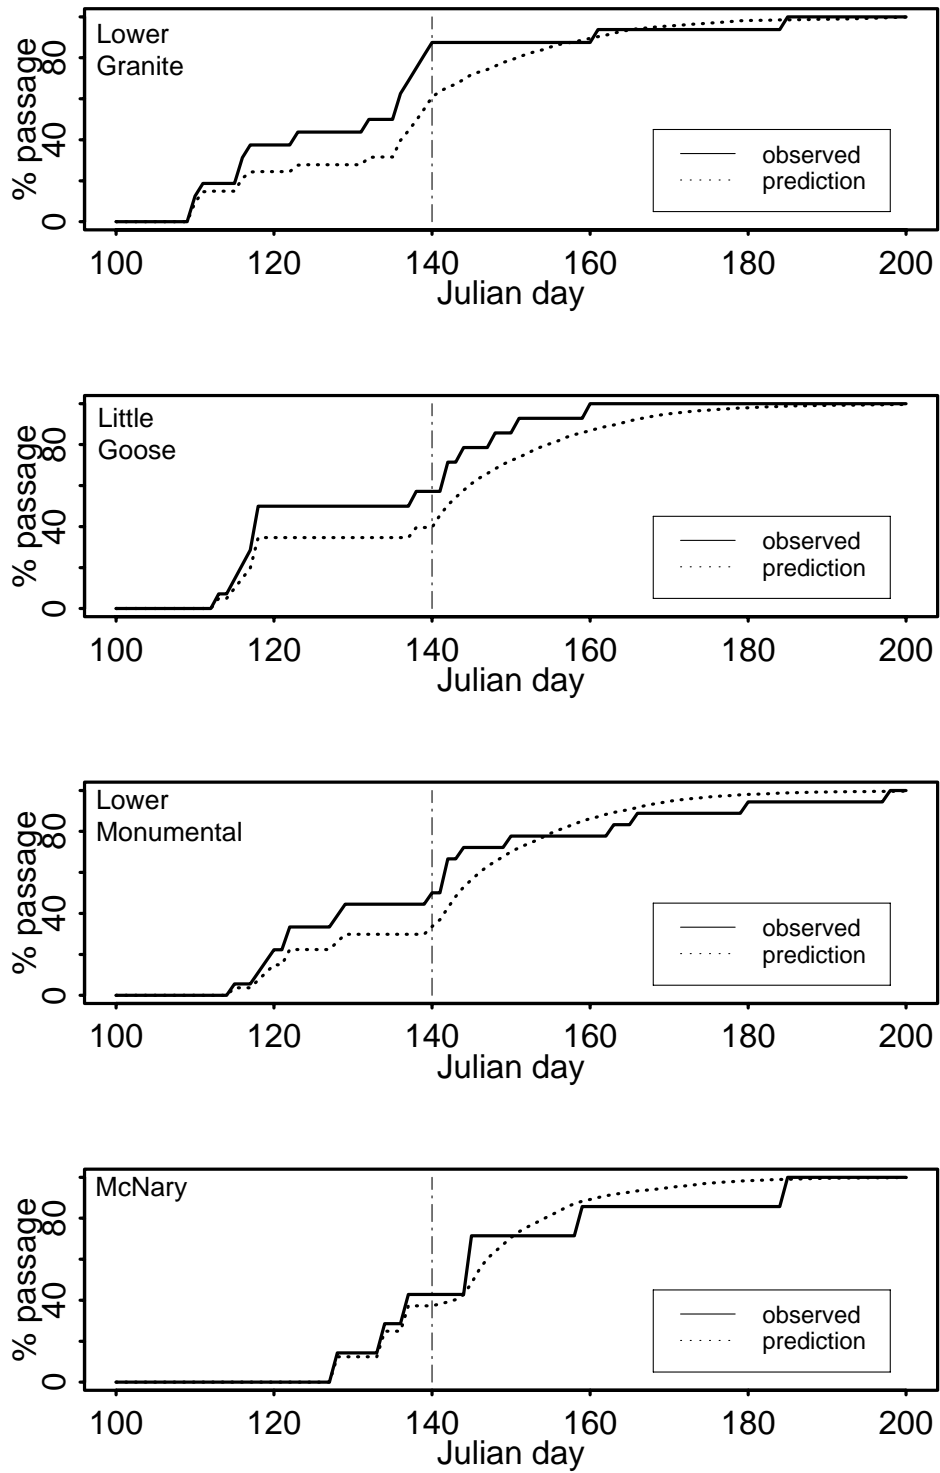 Lower
Granite
% passage
0 40 80
observed
prediction
100 120 140 160 180 200
Julian day
Little
Goose
% passage
0 40 80
observed
prediction
100 120 140 160 180 200
Julian day
Lower
Monumental
% passage
0 40 80
observed
prediction
100 120 140 160 180 200
Julian day
McNary
% passage
0 40 80
observed
prediction
100 120 140 160 180 200
Julian day